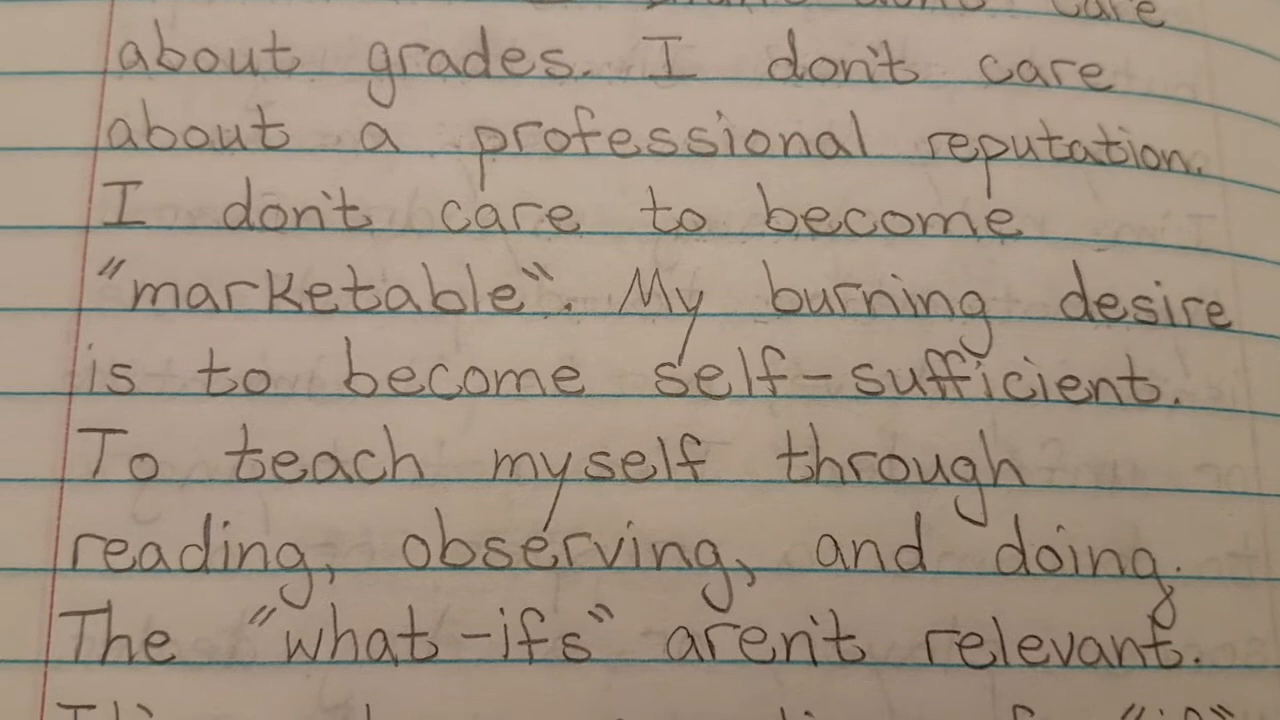 care
about grades. I don't care
about a professional reputation.
I don't care to become
"marketable". My burning desire
is to become self-sufficient.
To teach myself through
reading, observing, and doing.
The "what-ifs" aren't relevant.